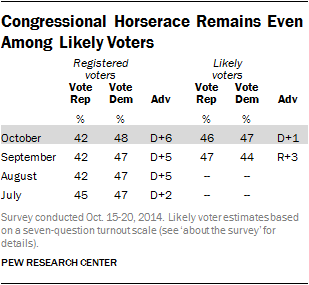 Congressional Horserace Remains Even
Among Likely Voters
Registered voters Likely voters
Vote Rep Vote Dem Adv Vote Rep Vote Dem Adv
% % % %
October 42 48 D+6 46 47 D+1
September 42 47 D+5 47 44 R+3
August 42 47 D+5 -- --
July 45 47 D+2 -- --
Survey conducted Oct. 15-20, 2014. Likely voter estimates based
on a seven-question turnout scale (see ‘about the survey’ for
details).
PEW RESEARCH CENTER